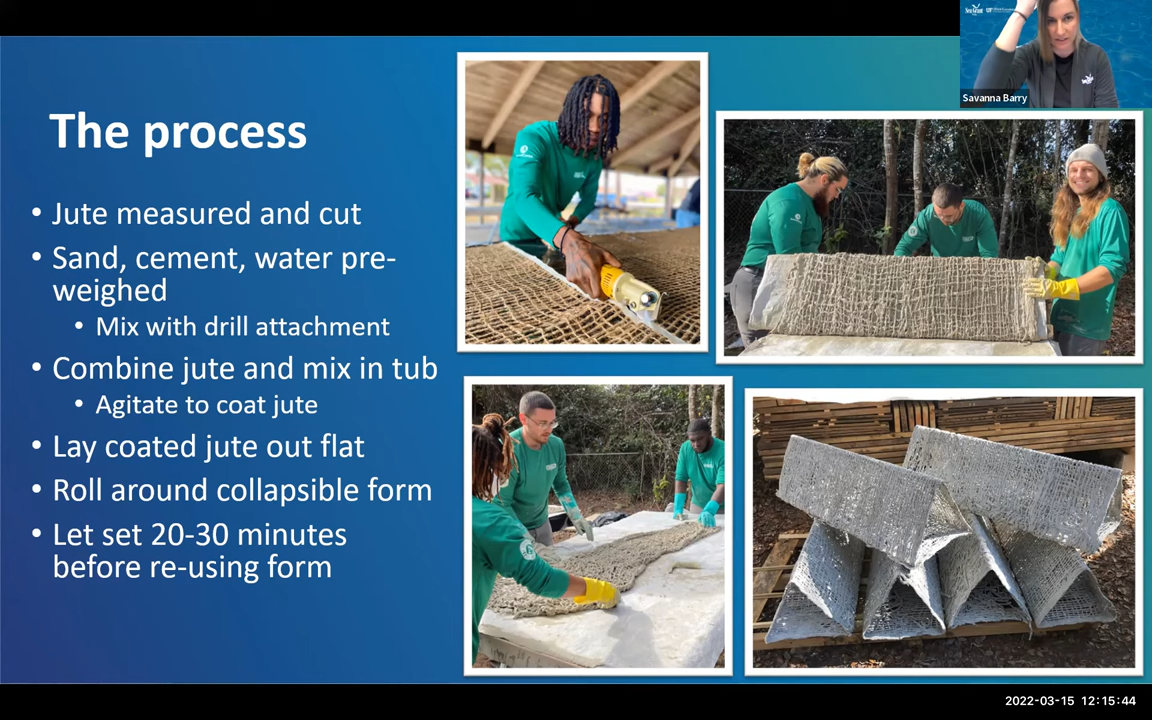 The process
• Jute measured and cut
• Sand, cement, water pre-
weighed
• Mix with drill attachment
• Combine jute and mix in tub
• Agitate to coat jute
• Lay coated jute out flat
• Roll around collapsible form
• Let set 20-30 minutes
before re-using form
Savanna Barry
2022-03-15 12:15:44